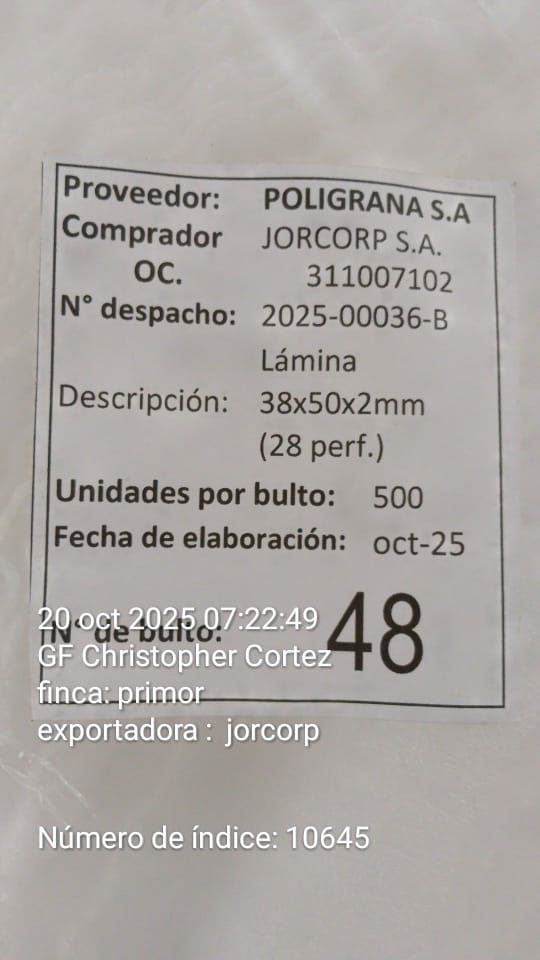 Proveedor: POLIGRANA S.A
Comprador JORCORP S.A.
OC. 311007102
N° despacho: 2025-00036-B
Lámina
Descripción: 38x50x2mm
(28 perf.)
Unidades por bulto: 500
Fecha de elaboración: oct-25
N° de bulto: 48
20 oct 2025 07:22:49
GF Christopher Cortez
finca: primor
exportadora : jorcorp
Número de índice: 10645